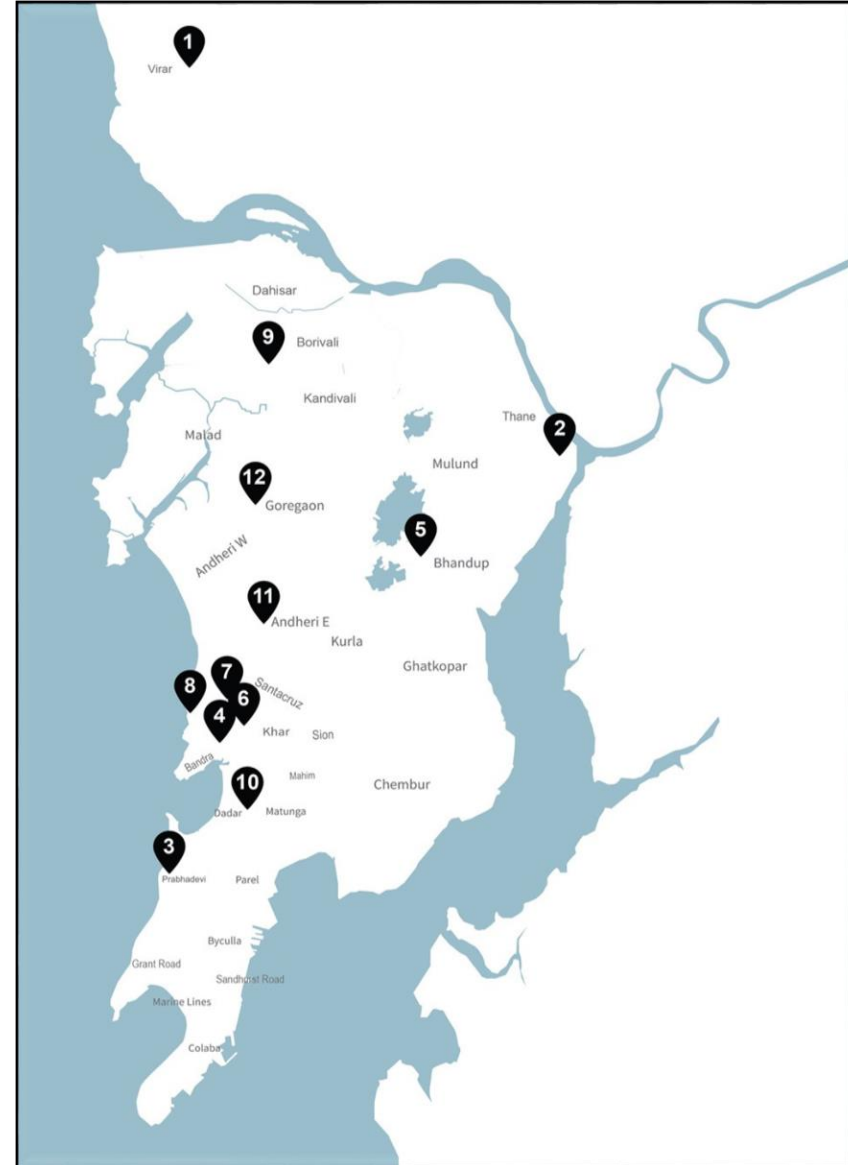 1
Virar
Dahisar
9
Borivali
Kandivali
Thane
2
Malad
Mulund
12
Goregaon
5
Andheri W
Bhandup
11
Andheri E
Kurla
Ghatkopar
7
8
Santacruz
6
4
Khar
Sion
Bandra
10
Mahim
Chembur
Dadar
Matunga
3
Prabhadevi
Parel
Byculla
Grant Road
Sandhurst Road
Marine Lines
Colaba